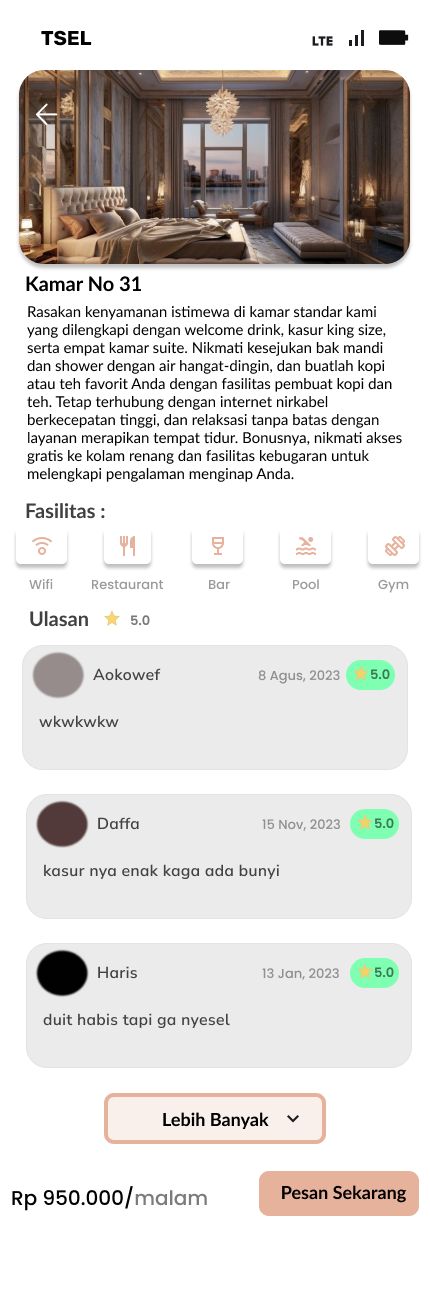 TSEL LTE
Kamar No 31
Rasakan kenyamanan istimewa di kamar standar kami
yang dilengkapi dengan welcome drink, kasur king size,
serta empat kamar suite. Nikmati kesejukan bak mandi
dan shower dengan air hangat-dingin, dan buatlah kopi
atau teh favorit Anda dengan fasilitas pembuat kopi dan
teh. Tetap terhubung dengan internet nirkabel
berkecepatan tinggi, dan relaksasi tanpa batas dengan
layanan merapikan tempat tidur. Bonusnya, nikmati akses
gratis ke kolam renang dan fasilitas kebugaran untuk
melengkapi pengalaman menginap Anda.
Fasilitas :
Wifi Restaurant Bar Pool Gym
Ulasan 5.0
Aokowef 8 Agus, 2023 5.0
wkwkwkw
Daffa 15 Nov, 2023 5.0
kasur nya enak kaga ada bunyi
Haris 13 Jan, 2023 5.0
duit habis tapi ga nyesel
Lebih Banyak
Rp 950.000/malam Pesan Sekarang